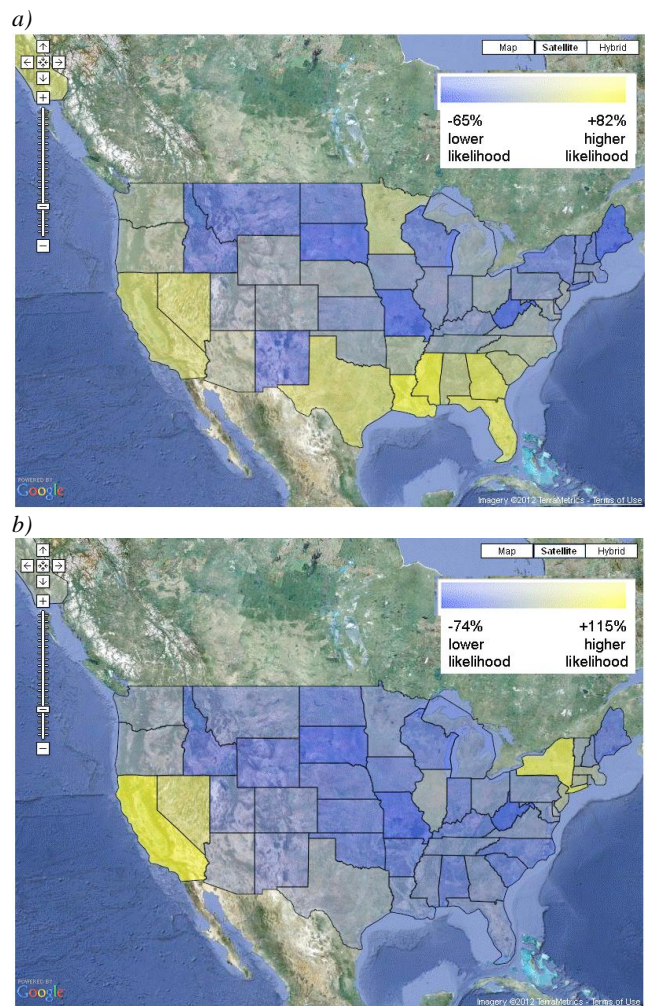 a)
Map Satellite Hybrid
-65% +82%
lower higher
likelihood likelihood
POWERED BY
Google
Imagery ©2012 TerraMetrics - Terms of Use
b)
Map Satellite Hybrid
-74% +115%
lower higher
likelihood likelihood
POWERED BY
Google
Imagery ©2012 TerraMetrics - Terms of Use